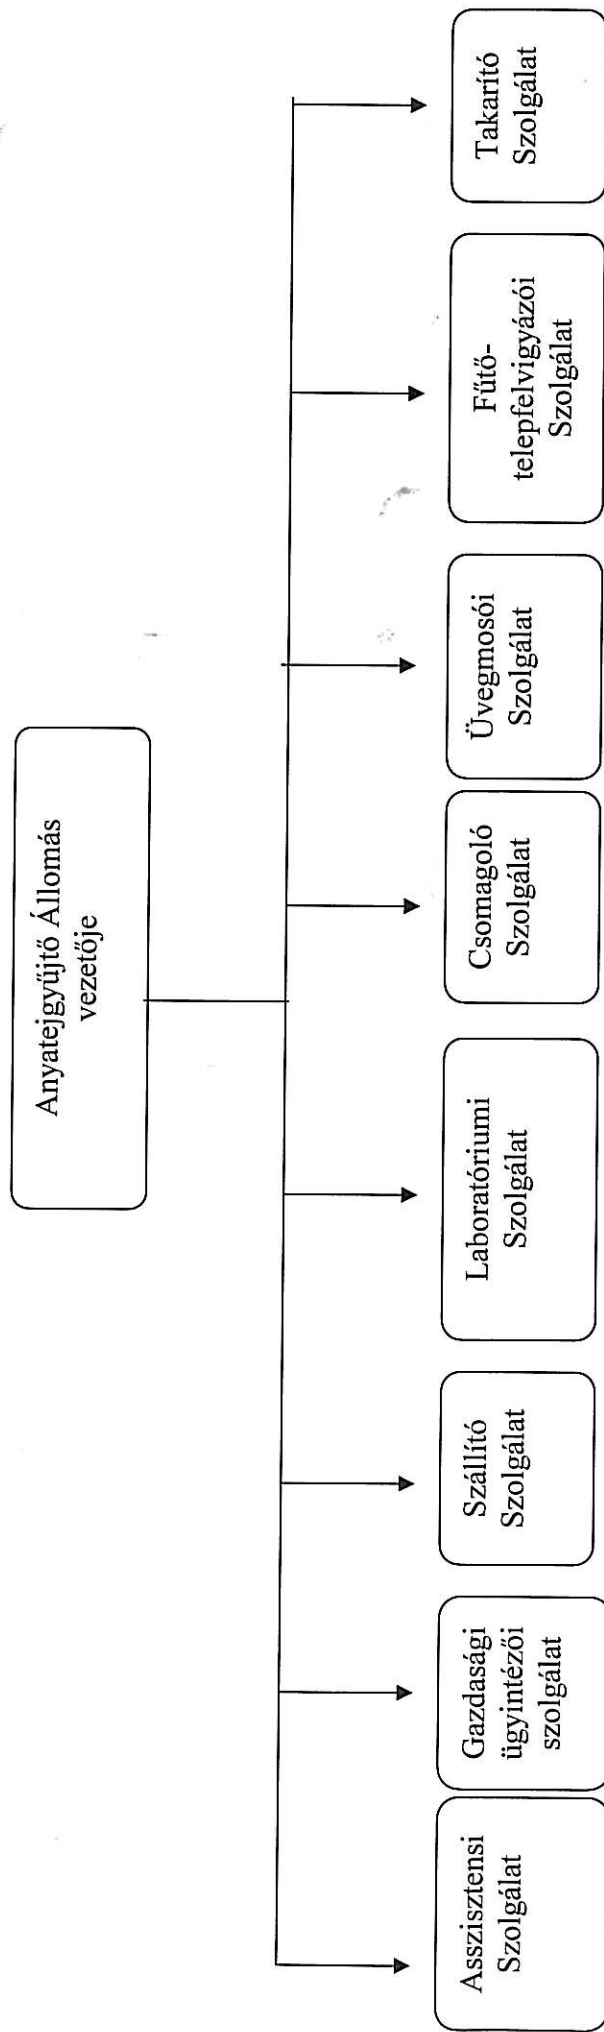 Anyatejgyűjtő Állomás
vezetője
Asszisztensi
Szolgálat
Gazdasági
ügyintézői
szolgálat
Szállító
Szolgálat
Laboratóriumi
Szolgálat
Csomagoló
Szolgálat
Üvegmosói
Szolgálat
Fűtő-
telepfelvigyázói
Szolgálat
Takarító
Szolgálat